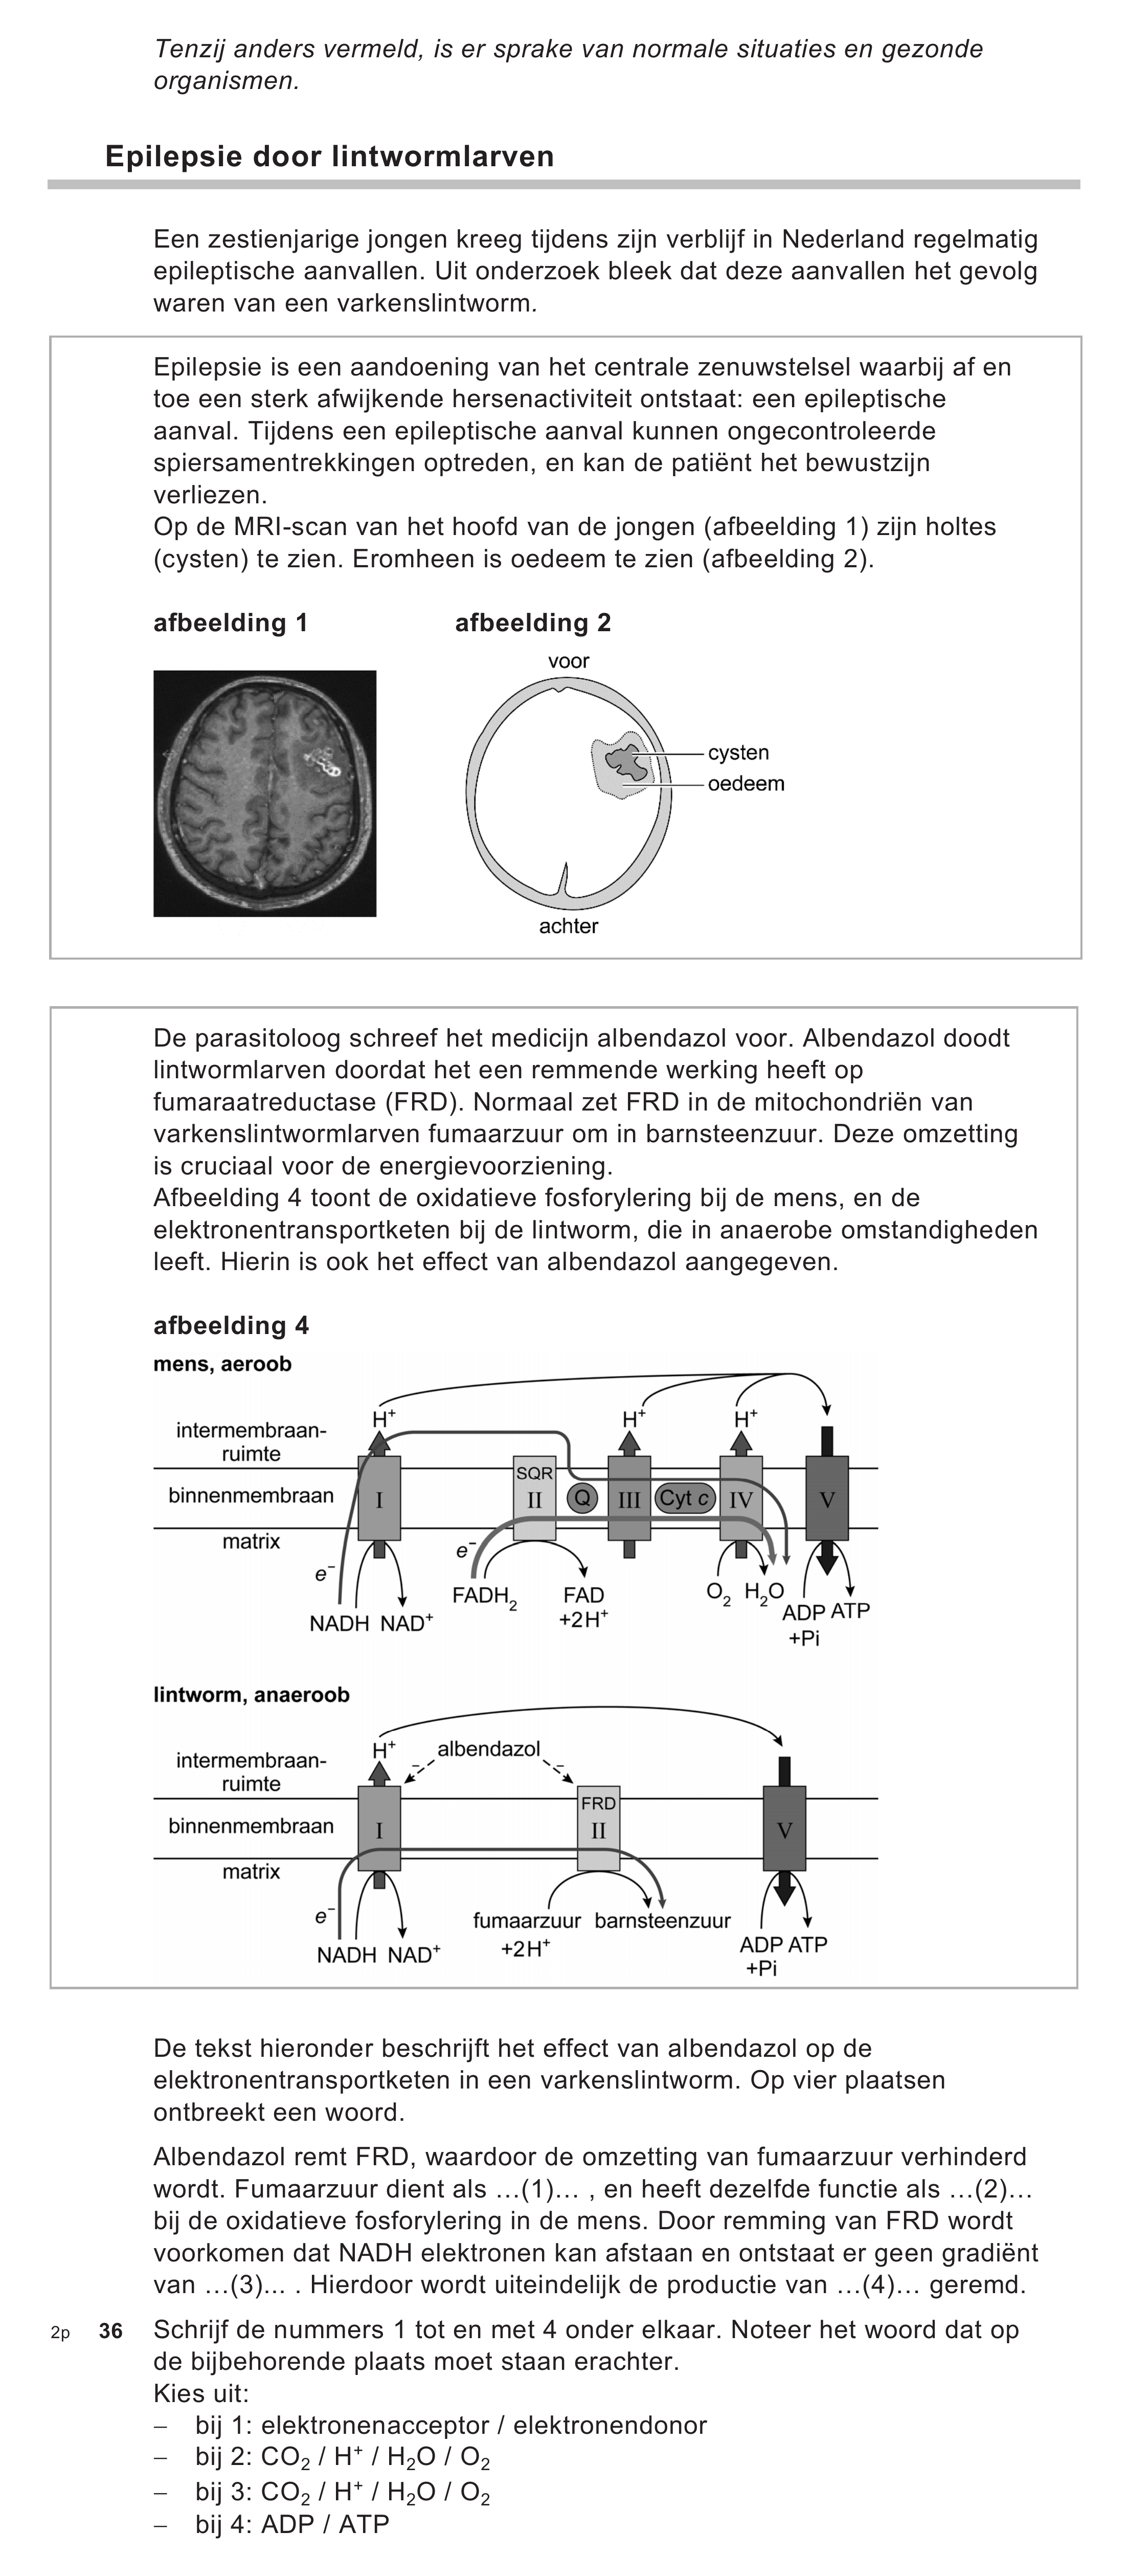 Tenzij anders vermeld, is er sprake van normale situaties en gezonde
organismen.
Epilepsie door lintwormlarven
Een zestienjarige jongen kreeg tijdens zijn verblijf in Nederland regelmatig
epileptische aanvallen. Uit onderzoek bleek dat deze aanvallen het gevolg
waren van een varkenslintworm.
Epilepsie is een aandoening van het centrale zenuwstelsel waarbij af en
toe een sterk afwijkende hersenactiviteit ontstaat: een epileptische
aanval. Tijdens een epileptische aanval kunnen ongecontroleerde
spiersamentrekkingen optreden, en kan de patiënt het bewustzijn
verliezen.
Op de MRI-scan van het hoofd van de jongen (afbeelding 1) zijn holtes
(cysten) te zien. Eromheen is oedeem te zien (afbeelding 2).
afbeelding 1 afbeelding 2
voor
cysten
oedeem
achter
De parasitoloog schreef het medicijn albendazol voor. Albendazol doodt
lintwormlarven doordat het een remmende werking heeft op
fumaraatreductase (FRD). Normaal zet FRD in de mitochondriën van
varkenslintwormlarven fumaarzuur om in barnsteenzuur. Deze omzetting
is cruciaal voor de energievoorziening.
Afbeelding 4 toont de oxidatieve fosforylering bij de mens, en de
elektronentransportketen bij de lintworm, die in anaerobe omstandigheden
leeft. Hierin is ook het effect van albendazol aangegeven.
afbeelding 4
mens, aeroob
H⁺ H⁺ H⁺
intermembraan-
ruimte
SQR
binnenmembraan I II Q III Cyt c IV V
matrix
e⁻ e⁻
FADH₂ FAD O₂ H₂O
+2H⁺
NADH NAD⁺ ADP ATP
+Pi
lintworm, anaeroob
H⁺ albendazol
intermembraan-
ruimte
− −
FRD
binnenmembraan I II V
matrix
e⁻
fumaarzuur barnsteenzuur
+2H⁺
NADH NAD⁺ ADP ATP
+Pi
De tekst hieronder beschrijft het effect van albendazol op de
elektronentransportketen in een varkenslintworm. Op vier plaatsen
ontbreekt een woord.
Albendazol remt FRD, waardoor de omzetting van fumaarzuur verhinderd
wordt. Fumaarzuur dient als …(1)… , en heeft dezelfde functie als …(2)…
bij de oxidatieve fosforylering in de mens. Door remming van FRD wordt
voorkomen dat NADH elektronen kan afstaan en ontstaat er geen gradiënt
van …(3)… . Hierdoor wordt uiteindelijk de productie van …(4)… geremd.
2p 36 Schrijf de nummers 1 tot en met 4 onder elkaar. Noteer het woord dat op
de bijbehorende plaats moet staan erachter.
Kies uit:
– bij 1: elektronenacceptor / elektronendonor
– bij 2: CO₂ / H⁺ / H₂O / O₂
– bij 3: CO₂ / H⁺ / H₂O / O₂
– bij 4: ADP / ATP